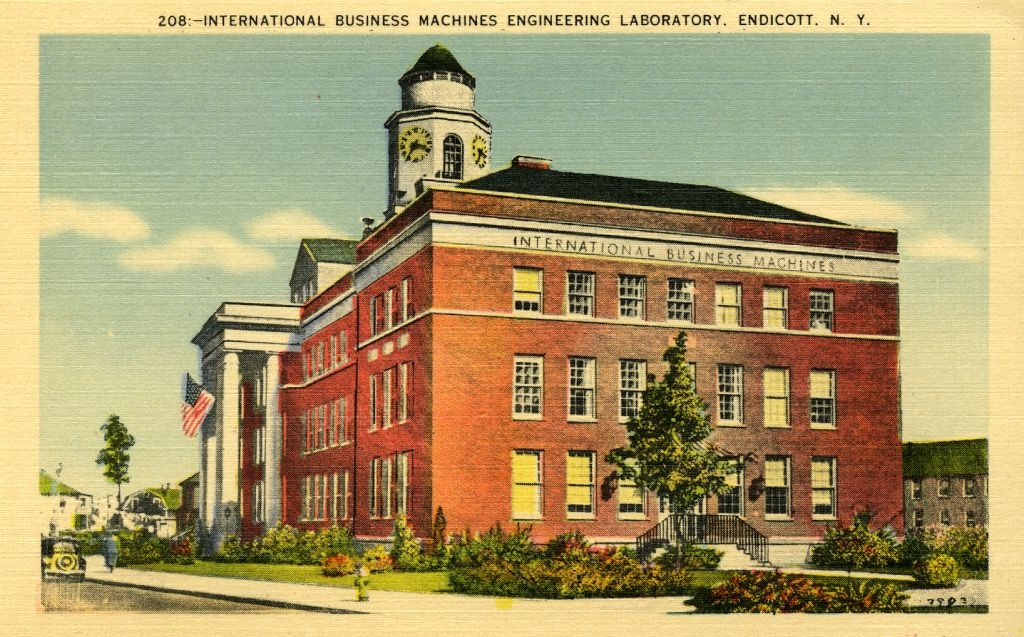 208:—INTERNATIONAL BUSINESS MACHINES ENGINEERING LABORATORY, ENDICOTT, N. Y.
INTERNATIONAL BUSINESS MACHINES